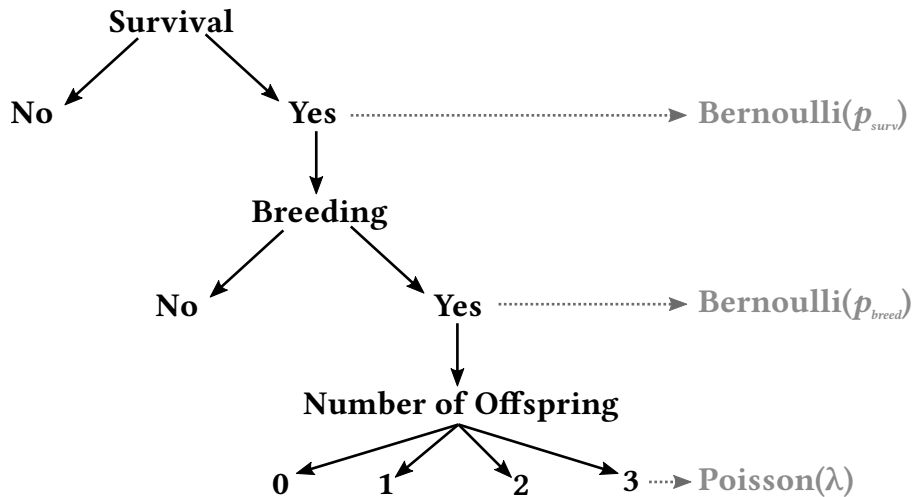 Survival
No Yes Bernoulli(p_surv)
Breeding
No Yes Bernoulli(p_breed)
Number of Offspring
0 1 2 3 Poisson(λ)